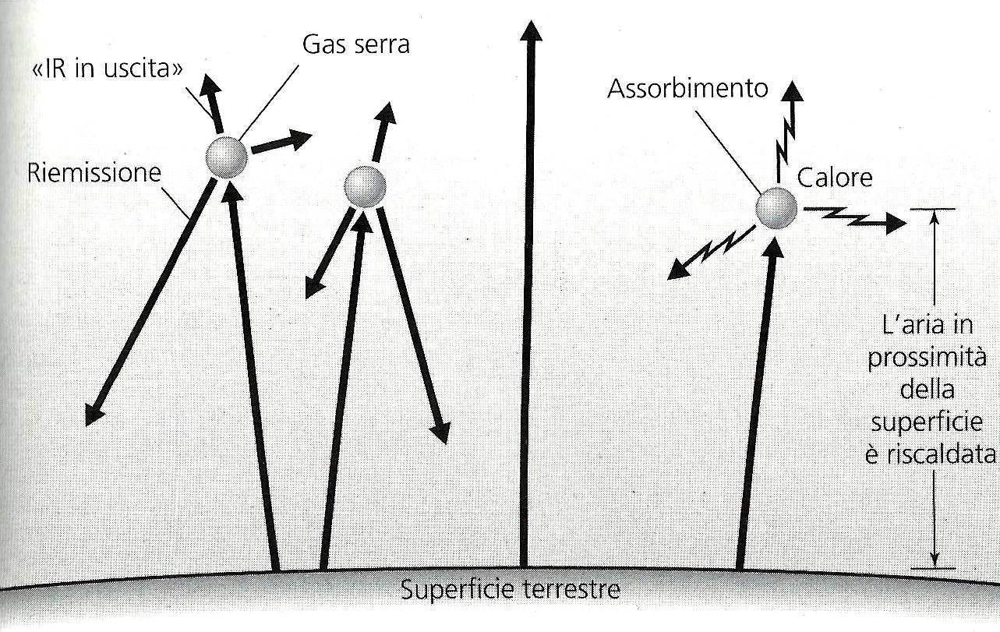 Gas serra
«IR in uscita»
Assorbimento
Riemissione
Calore
L'aria in
prossimità
della
superficie
è riscaldata
Superficie terrestre